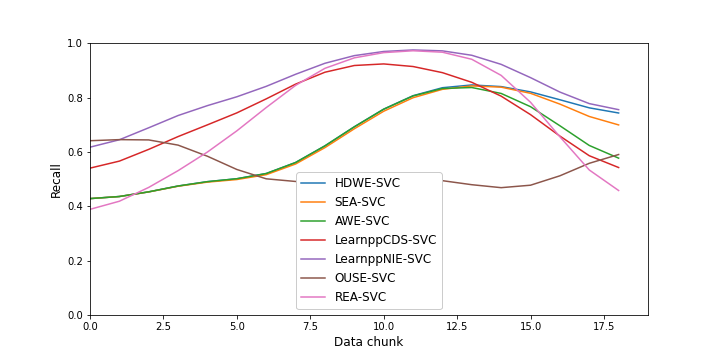 1.0
0.8
0.6
0.4
0.2
0.0
Recall
HDWE-SVC
SEA-SVC
AWE-SVC
LearnppCDS-SVC
LearnppNIE-SVC
OUSE-SVC
REA-SVC
0.0 2.5 5.0 7.5 10.0 12.5 15.0 17.5
Data chunk